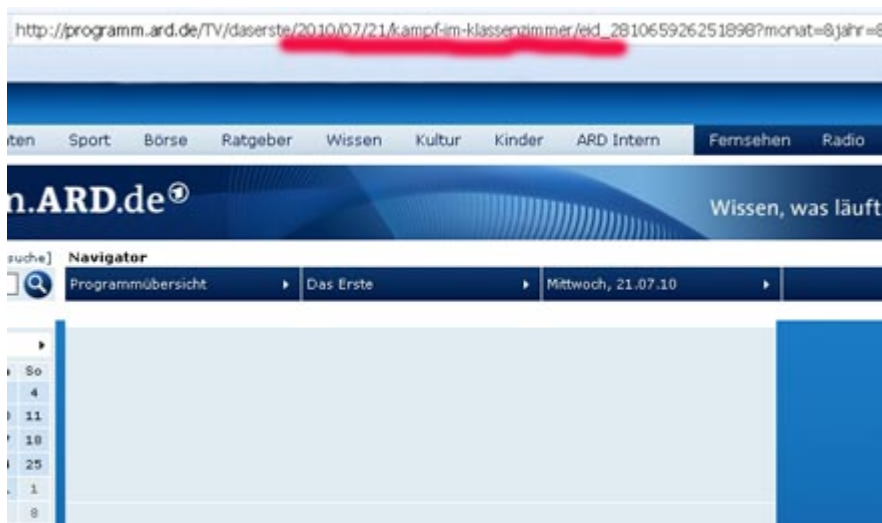 http://programm.ard.de/TV/daserste/2010/07/21/kampf-im-klassenzimmer/eid_281065926251898?monat=&jahr=8
Sport Börse Ratgeber Wissen Kultur Kinder ARD Intern Fernsehen Radio
n.ARD.de
Wissen, was läuft
suche] Navigator
Programmübersicht Das Erste Mittwoch, 21.07.10
So
4
11
18
25
1
8